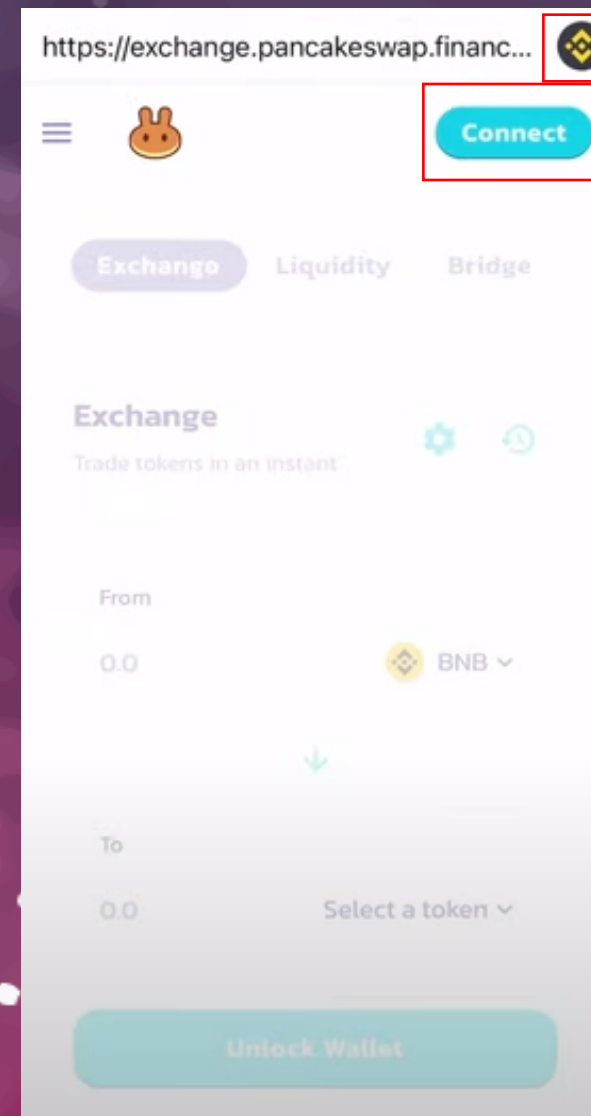 https://exchange.pancakeswap.financ...
Connect
Exchange Liquidity Bridge
Exchange
Trade tokens in an instant
From
0.0 BNB
To
0.0 Select a token
Unlock Wallet